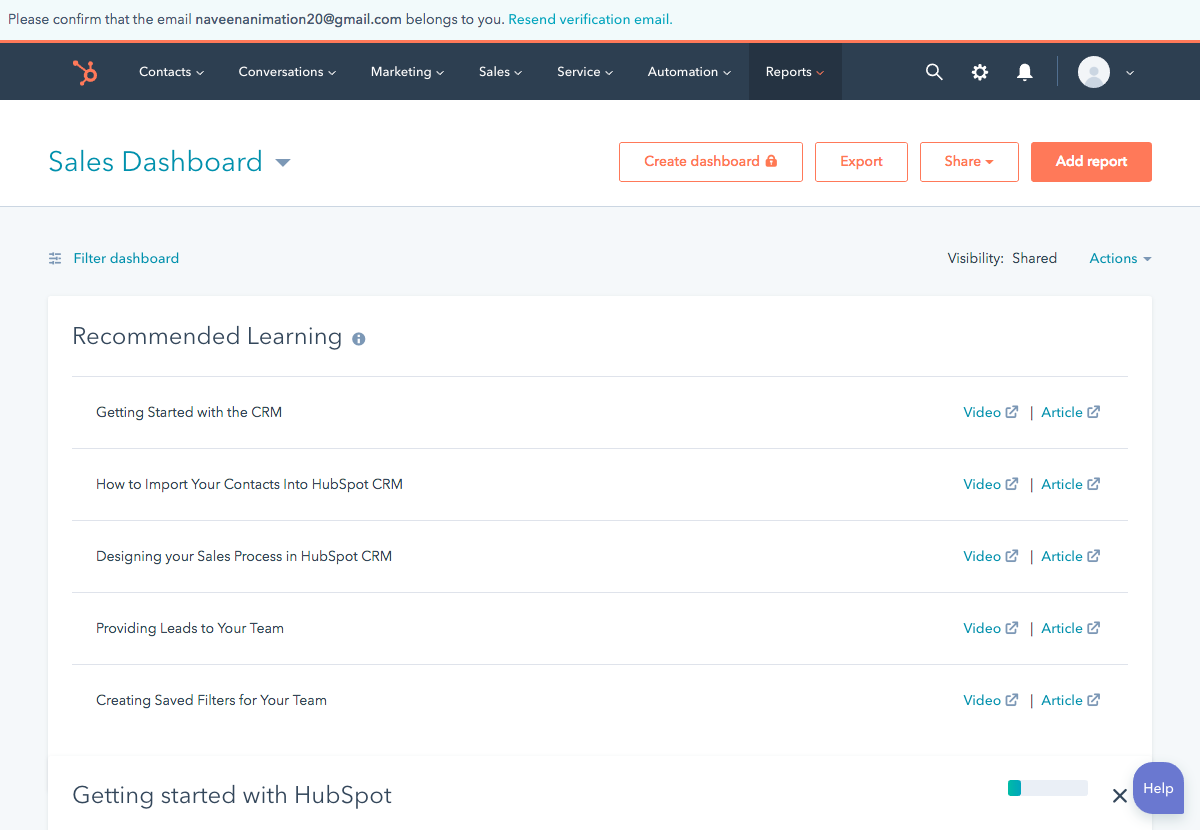 Please confirm that the email naveenanimation20@gmail.com belongs to you. Resend verification email.
Contacts Conversations Marketing Sales Service Automation Reports
Sales Dashboard Create dashboard Export Share Add report
Filter dashboard Visibility: Shared Actions
Recommended Learning
Getting Started with the CRM Video | Article
How to Import Your Contacts Into HubSpot CRM Video | Article
Designing your Sales Process in HubSpot CRM Video | Article
Providing Leads to Your Team Video | Article
Creating Saved Filters for Your Team Video | Article
Getting started with HubSpot Help